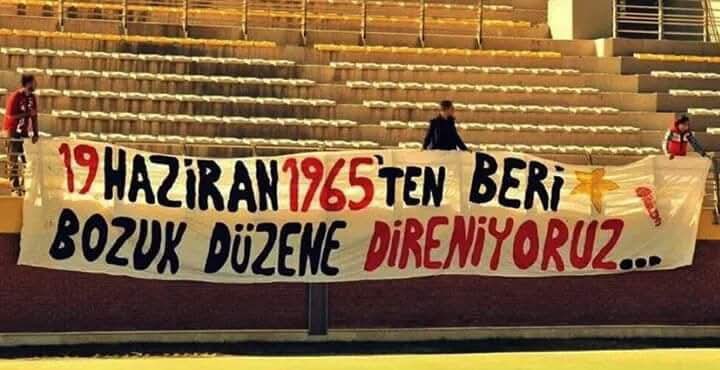 19 HAZİRAN 1965'TEN BERİ
BOZUK DÜZENE DİRENİYORUZ...